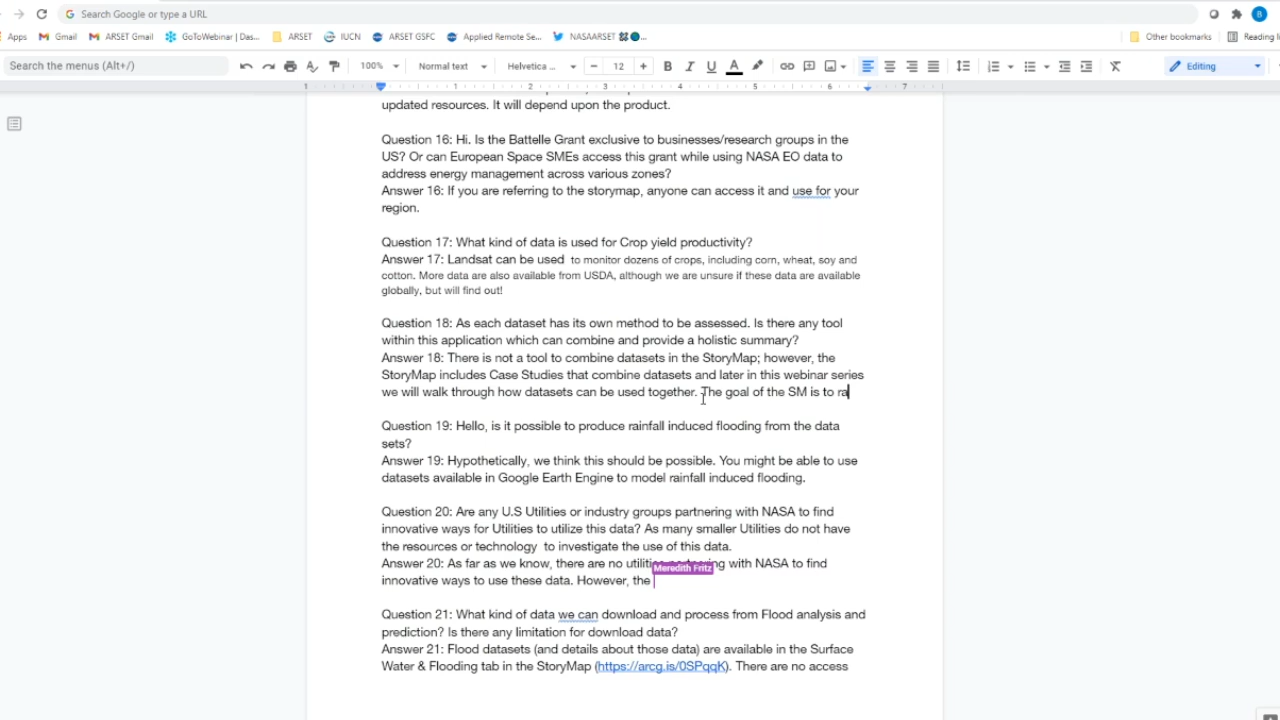 Search Google or type a URL
B
Apps Gmail ARSET Gmail GoToWebinar | Das... ARSET IUCN ARSET GSFC Applied Remote Se... NASAARSET Other bookmarks Reading
Search the menus (Alt+/) 100% Normal text Helvetica ... 12 B I U A Editing
1 1 2 3 4 5 6 7
updated resources. It will depend upon the product.
Question 16: Hi. Is the Battelle Grant exclusive to businesses/research groups in the
US? Or can European Space SMEs access this grant while using NASA EO data to
address energy management across various zones?
Answer 16: If you are referring to the storymap, anyone can access it and use for your
region.
Question 17: What kind of data is used for Crop yield productivity?
Answer 17: Landsat can be used to monitor dozens of crops, including corn, wheat, soy and
cotton. More data are also available from USDA, although we are unsure if these data are available
globally, but will find out!
Question 18: As each dataset has its own method to be assessed. Is there any tool
within this application which can combine and provide a holistic summary?
Answer 18: There is not a tool to combine datasets in the StoryMap; however, the
StoryMap includes Case Studies that combine datasets and later in this webinar series
we will walk through how datasets can be used together. The goal of the SM is to ra
Question 19: Hello, is it possible to produce rainfall induced flooding from the data
sets?
Answer 19: Hypothetically, we think this should be possible. You might be able to use
datasets available in Google Earth Engine to model rainfall induced flooding.
Question 20: Are any U.S Utilities or industry groups partnering with NASA to find
innovative ways for Utilities to utilize this data? As many smaller Utilities do not have
the resources or technology to investigate the use of this data.
Answer 20: As far as we know, there are no with NASA to find
Meredith Fritz
innovative ways to use these data. However, the
Question 21: What kind of data we can download and process from Flood analysis and
prediction? Is there any limitation for download data?
Answer 21: Flood datasets (and details about those data) are available in the Surface
Water & Flooding tab in the StoryMap (https://arcg.is/0SPqqK). There are no access